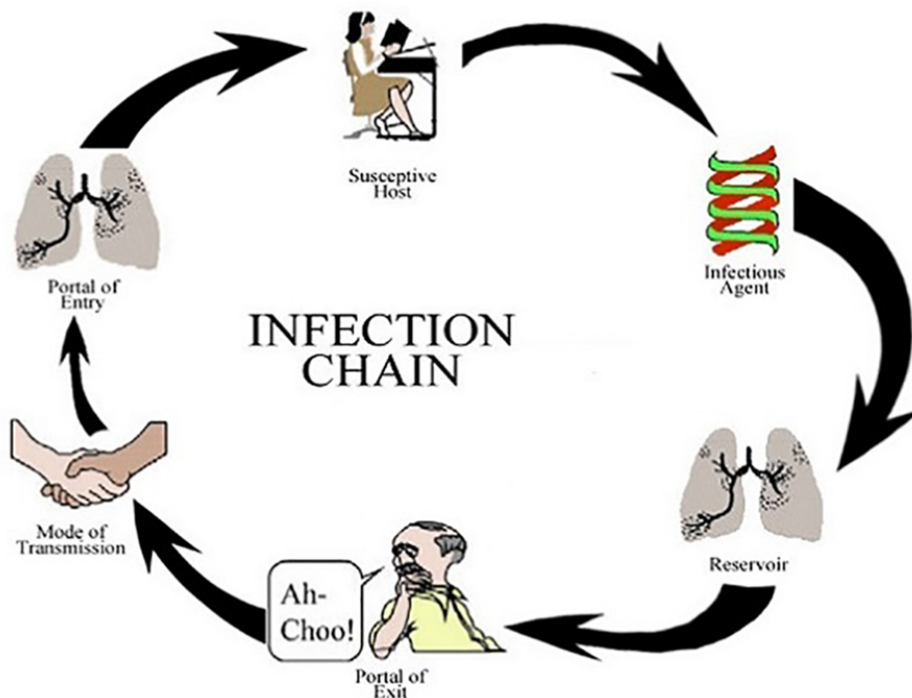 Susceptive
Host
Infectious
Agent
Portal of
Entry
INFECTION
CHAIN
Mode of
Transmission
Reservoir
Ah-
Choo!
Portal of
Exit